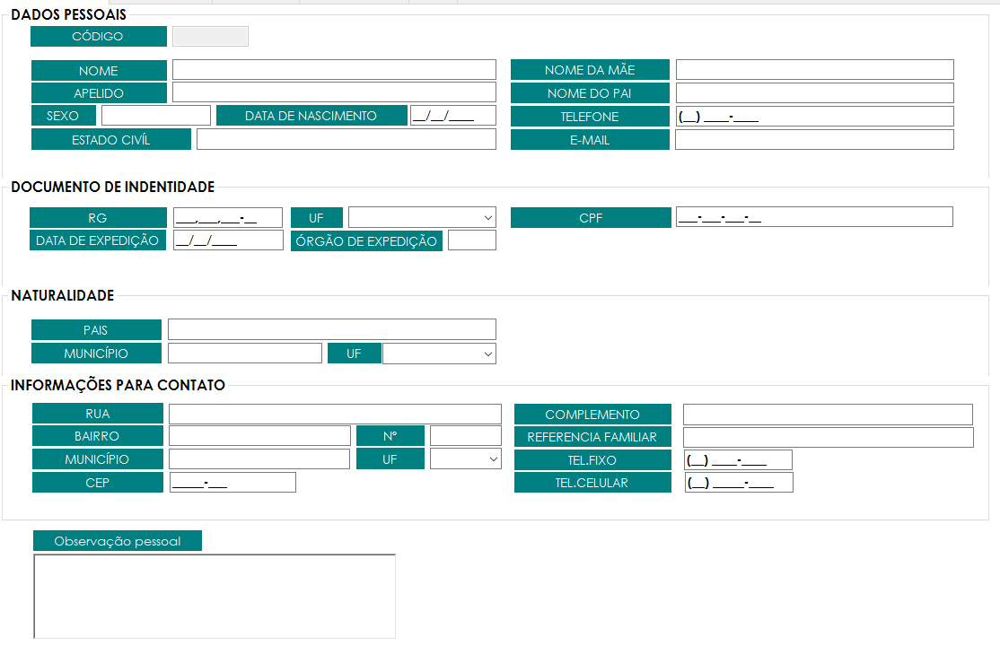 DADOS PESSOAIS
CÓDIGO
NOME
NOME DA MÃE
APELIDO
NOME DO PAI
SEXO
DATA DE NASCIMENTO __/__/____
TELEFONE (__) ____-____
ESTADO CIVÍL
E-MAIL
DOCUMENTO DE INDENTIDADE
RG ___,___,___-__
UF
CPF ___-___-___-__
DATA DE EXPEDIÇÃO __/__/____
ÓRGÃO DE EXPEDIÇÃO
NATURALIDADE
PAIS
MUNICÍPIO
UF
INFORMAÇÕES PARA CONTATO
RUA
COMPLEMENTO
BAIRRO
Nº
REFERENCIA FAMILIAR
MUNICÍPIO
UF
TEL.FIXO (__) ____-____
CEP _____-___
TEL.CELULAR (__) _____-____
Observação pessoal